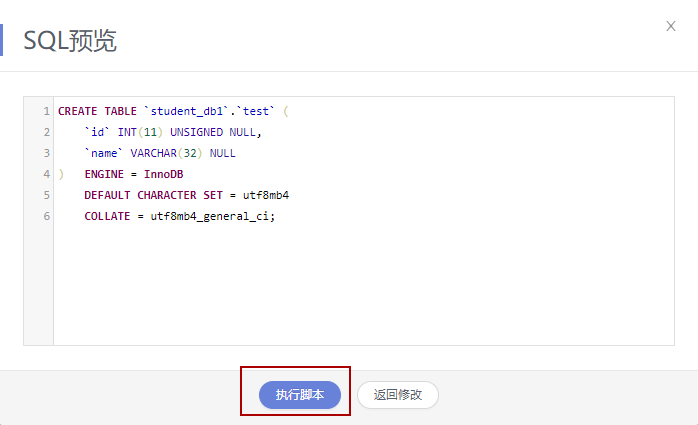 SQL预览
X
1 CREATE TABLE `student_db1`.`test` (
2     `id` INT(11) UNSIGNED NULL,
3     `name` VARCHAR(32) NULL
4 )   ENGINE = InnoDB
5     DEFAULT CHARACTER SET = utf8mb4
6     COLLATE = utf8mb4_general_ci;
执行脚本 返回修改